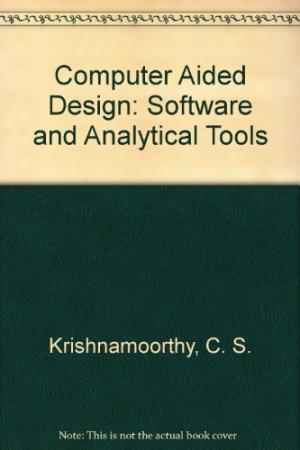 Computer Aided
Design: Software
and Analytical Tools
Krishnamoorthy, C. S.
Note: This is not the actual book cover